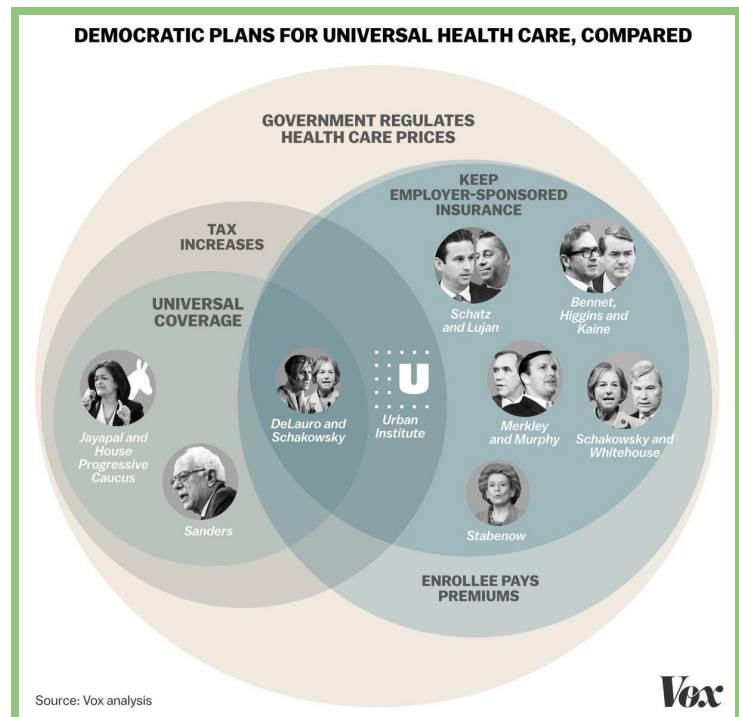 DEMOCRATIC PLANS FOR UNIVERSAL HEALTH CARE, COMPARED
GOVERNMENT REGULATES
HEALTH CARE PRICES
KEEP
EMPLOYER-SPONSORED
INSURANCE
TAX
INCREASES
UNIVERSAL
COVERAGE
Schatz
and Lujan
Bennet,
Higgins and
Kaine
Jayapal and
House
Progressive
Caucus
Sanders
DeLauro and
Schakowsky
U
Urban
Institute
Merkley
and Murphy
Schakowsky and
Whitehouse
Stabenow
ENROLLEE PAYS
PREMIUMS
Source: Vox analysis
Vox